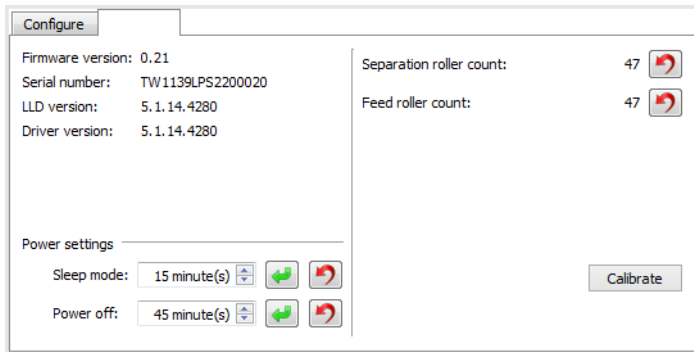 Configure
Firmware version: 0.21
Serial number: TW1139LPS2200020
LLD version: 5.1.14.4280
Driver version: 5.1.14.4280
Power settings
Sleep mode: 15 minute(s)
Power off: 45 minute(s)
Separation roller count: 47
Feed roller count: 47
Calibrate